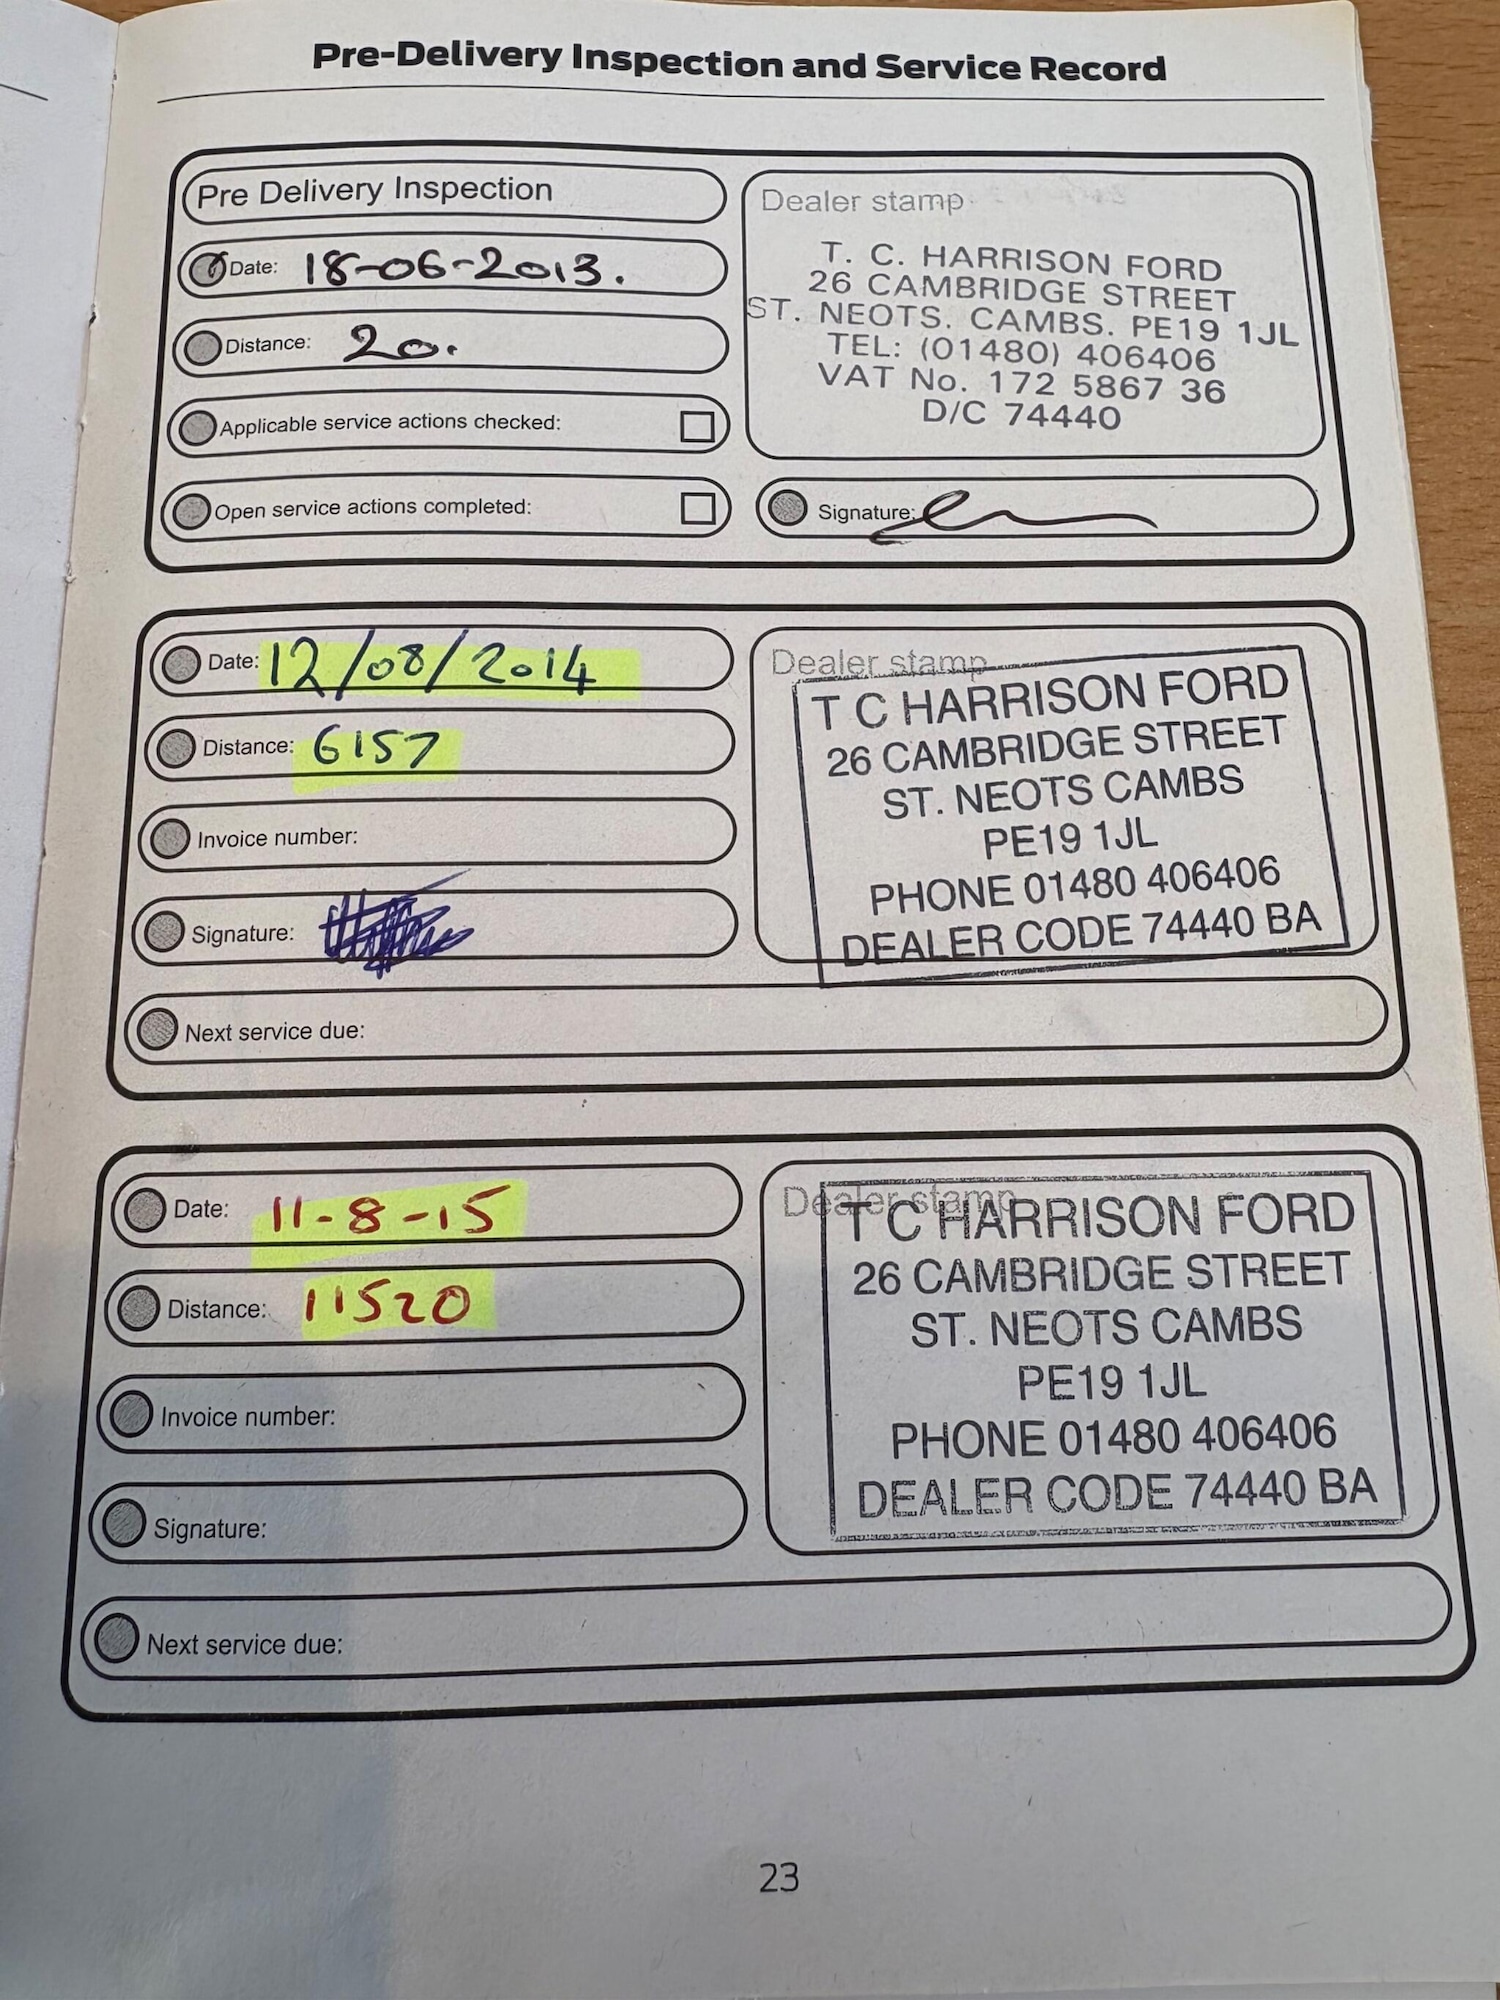 Pre-Delivery Inspection and Service Record
Pre Delivery Inspection
Date: 18-06-2013.
Distance: 20.
Applicable service actions checked:
Open service actions completed:
Dealer stamp
T. C. HARRISON FORD
26 CAMBRIDGE STREET
ST. NEOTS. CAMBS. PE19 1JL
TEL: (01480) 406406
VAT No. 172 5867 36
D/C 74440
Signature:
Date: 12/08/2014
Distance: 6157
Invoice number:
Signature:
Dealer stamp
T C HARRISON FORD
26 CAMBRIDGE STREET
ST. NEOTS CAMBS
PE19 1JL
PHONE 01480 406406
DEALER CODE 74440 BA
Next service due:
Date: 11-8-15
Distance: 11520
Invoice number:
Signature:
Dealer stamp
T C HARRISON FORD
26 CAMBRIDGE STREET
ST. NEOTS CAMBS
PE19 1JL
PHONE 01480 406406
DEALER CODE 74440 BA
Next service due:
23